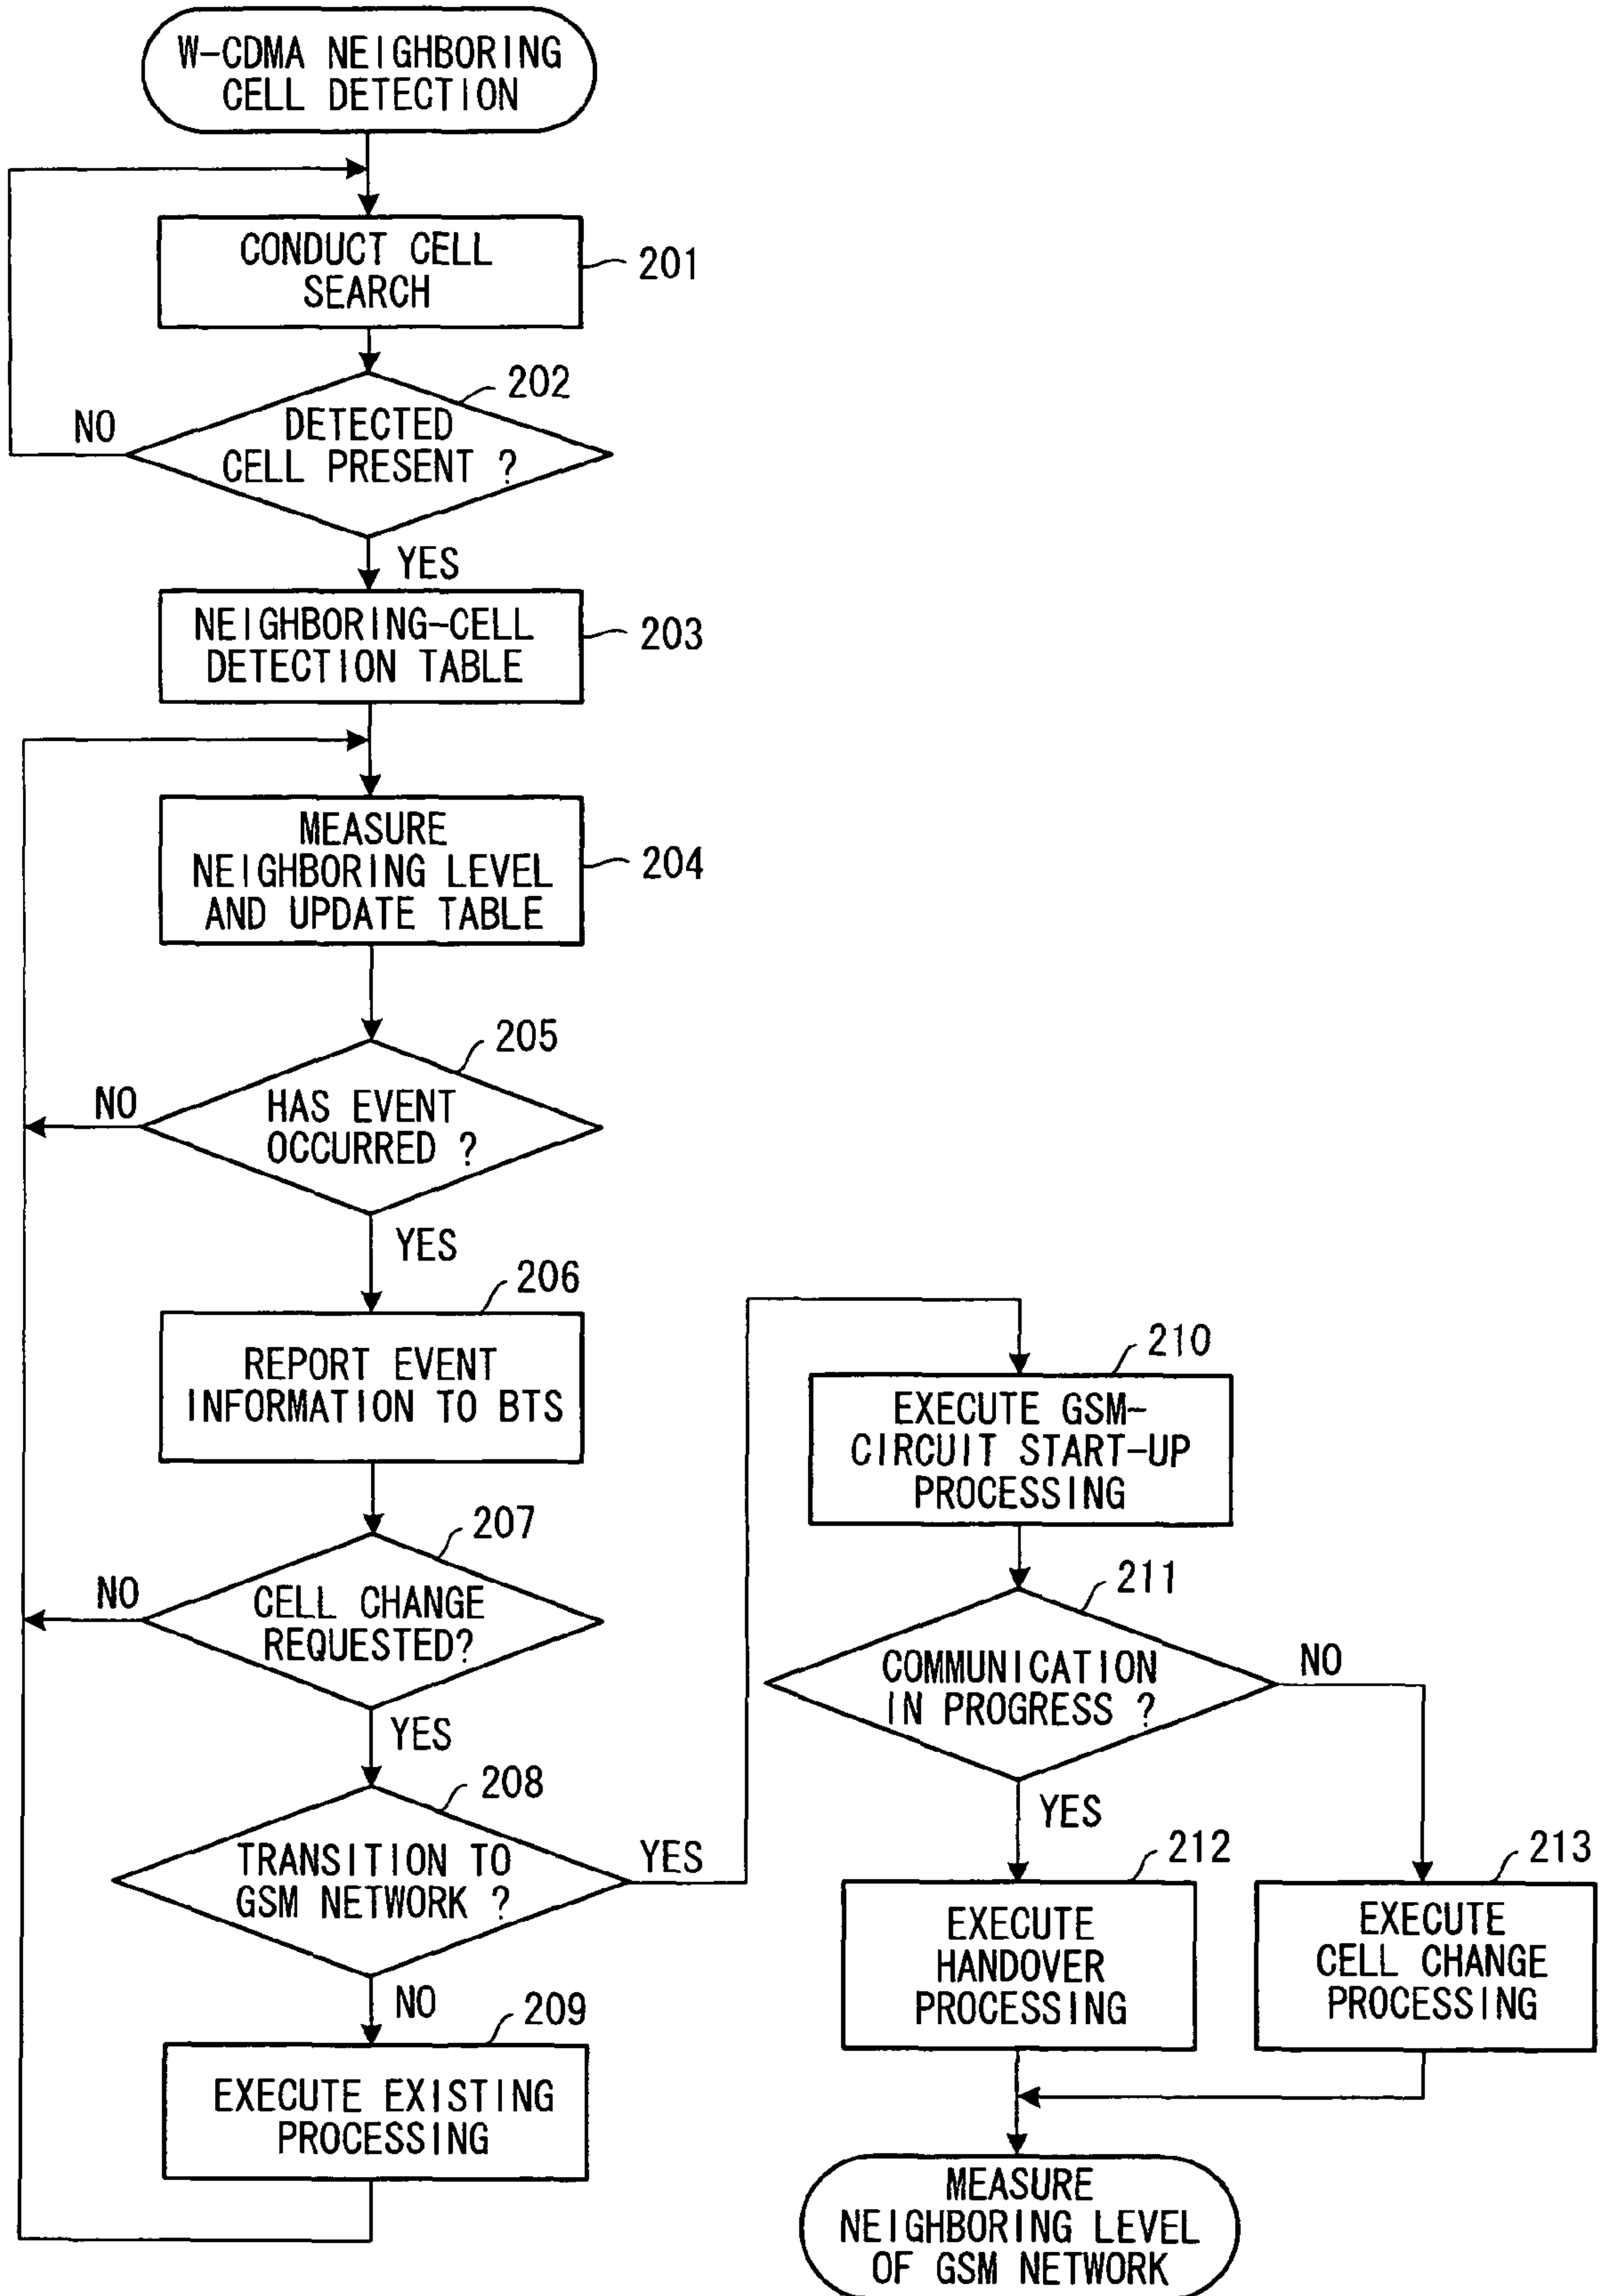 W-CDMA NEIGHBORING
CELL DETECTION
CONDUCT CELL
SEARCH
201
202
DETECTED
CELL PRESENT ?
NO
YES
NEIGHBORING-CELL
DETECTION TABLE
203
MEASURE
NEIGHBORING LEVEL
AND UPDATE TABLE
204
205
HAS EVENT
OCCURRED ?
NO
YES
206
REPORT EVENT
INFORMATION TO BTS
207
CELL CHANGE
REQUESTED?
NO
YES
208
TRANSITION TO
GSM NETWORK ?
YES
NO
209
EXECUTE EXISTING
PROCESSING
210
EXECUTE GSM-
CIRCUIT START-UP
PROCESSING
211
COMMUNICATION
IN PROGRESS ?
NO
YES
212
EXECUTE
HANDOVER
PROCESSING
213
EXECUTE
CELL CHANGE
PROCESSING
MEASURE
NEIGHBORING LEVEL
OF GSM NETWORK